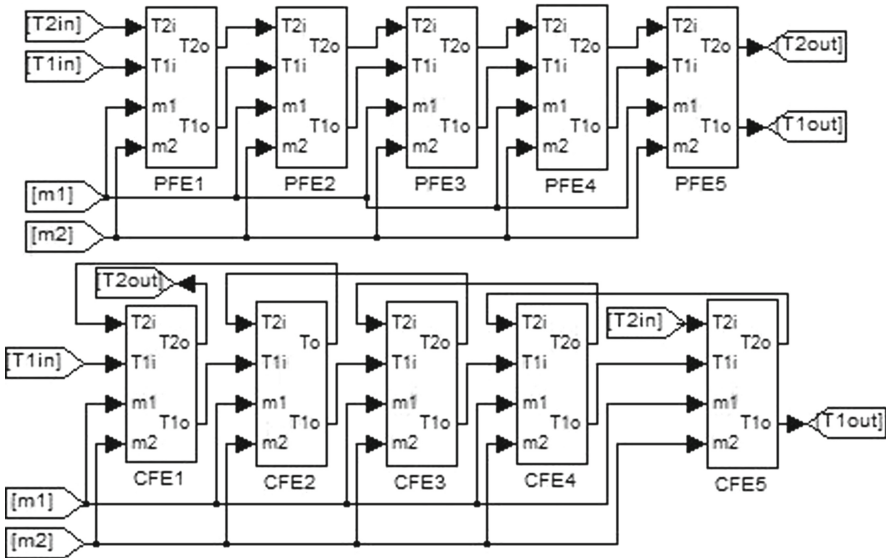 [T2in]
[T1in]
T2i T2o
T1i
m1
T1o
m2
PFE1
T2i T2o
T1i
m1
T1o
m2
PFE2
T2i T2o
T1i
m1
T1o
m2
PFE3
T2i T2o
T1i
m1
T1o
m2
PFE4
T2i T2o
T1i
m1
T1o
m2
PFE5
[T2out]
[T1out]
[m1]
[m2]
[T2out]
[T1in]
T2i
T2o
T1i
m1
T1o
m2
CFE1
T2i
To
T1i
m1
T1o
m2
CFE2
T2i
T2o
T1i
m1
T1o
m2
CFE3
T2i
T2o
T1i
m1
T1o
m2
CFE4
[T2in]
T2i
T2o
T1i
m1
T1o
m2
CFE5
[T1out]
[m1]
[m2]